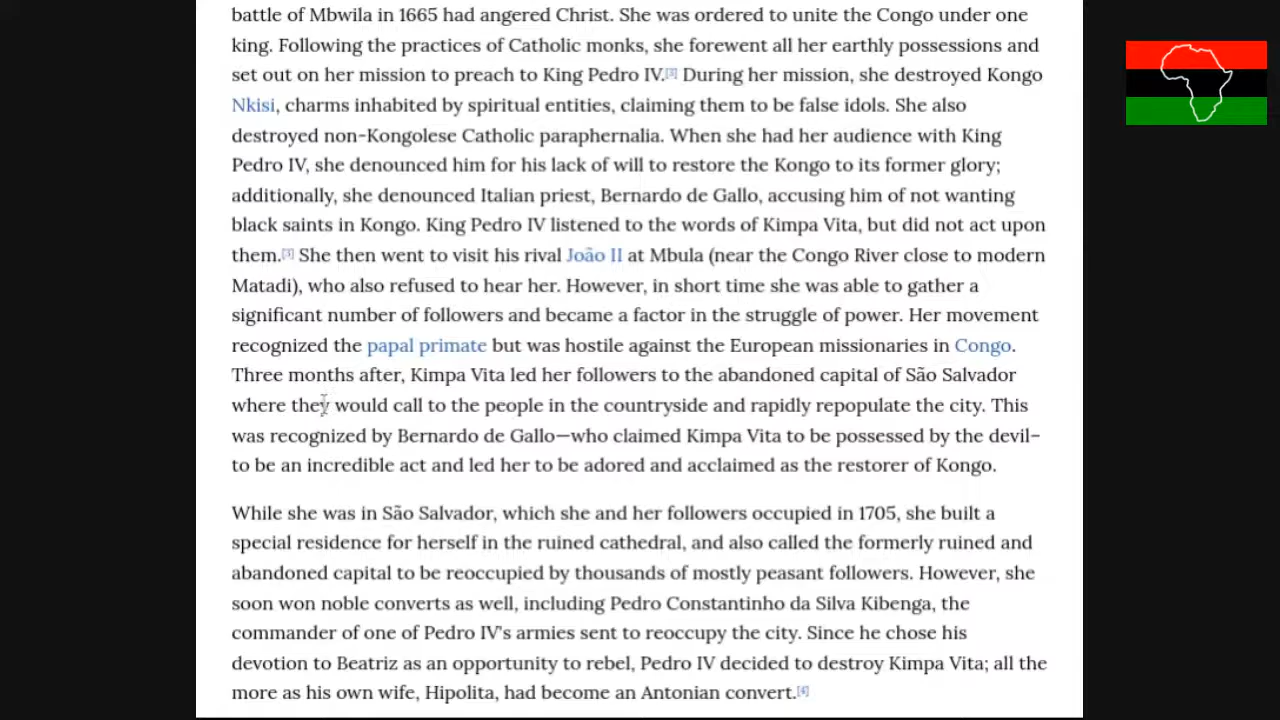 battle of Mbwila in 1665 had angered Christ. She was ordered to unite the Congo under one
king. Following the practices of Catholic monks, she forewent all her earthly possessions and
set out on her mission to preach to King Pedro IV.[3] During her mission, she destroyed Kongo
Nkisi, charms inhabited by spiritual entities, claiming them to be false idols. She also
destroyed non-Kongolese Catholic paraphernalia. When she had her audience with King
Pedro IV, she denounced him for his lack of will to restore the Kongo to its former glory;
additionally, she denounced Italian priest, Bernardo de Gallo, accusing him of not wanting
black saints in Kongo. King Pedro IV listened to the words of Kimpa Vita, but did not act upon
them.[3] She then went to visit his rival João II at Mbula (near the Congo River close to modern
Matadi), who also refused to hear her. However, in short time she was able to gather a
significant number of followers and became a factor in the struggle of power. Her movement
recognized the papal primate but was hostile against the European missionaries in Congo.
Three months after, Kimpa Vita led her followers to the abandoned capital of São Salvador
where they would call to the people in the countryside and rapidly repopulate the city. This
was recognized by Bernardo de Gallo—who claimed Kimpa Vita to be possessed by the devil–
to be an incredible act and led her to be adored and acclaimed as the restorer of Kongo.
While she was in São Salvador, which she and her followers occupied in 1705, she built a
special residence for herself in the ruined cathedral, and also called the formerly ruined and
abandoned capital to be reoccupied by thousands of mostly peasant followers. However, she
soon won noble converts as well, including Pedro Constantinho da Silva Kibenga, the
commander of one of Pedro IV's armies sent to reoccupy the city. Since he chose his
devotion to Beatriz as an opportunity to rebel, Pedro IV decided to destroy Kimpa Vita; all the
more as his own wife, Hipolita, had become an Antonian convert.[4]